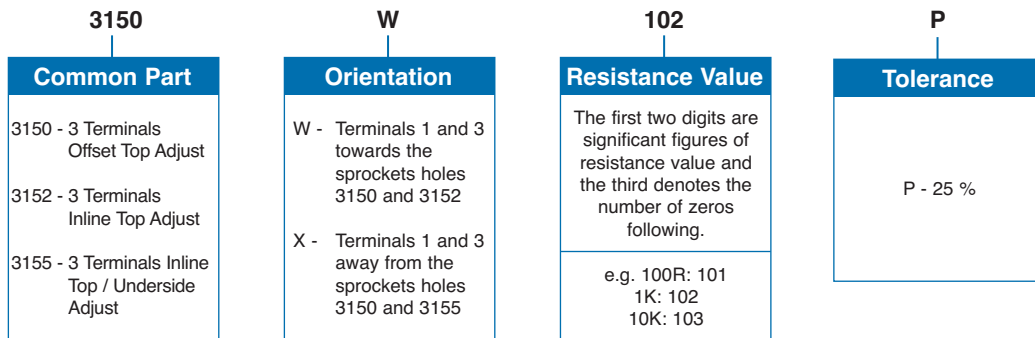 3150
W
102
P
Common Part
3150 - 3 Terminals
Offset Top Adjust
3152 - 3 Terminals
Inline Top Adjust
3155 - 3 Terminals Inline
Top / Underside
Adjust
Orientation
W - Terminals 1 and 3
towards the
sprockets holes
3150 and 3152
X - Terminals 1 and 3
away from the
sprockets holes
3150 and 3155
Resistance Value
The first two digits are
significant figures of
resistance value and
the third denotes the
number of zeros
following.
e.g. 100R: 101
1K: 102
10K: 103
Tolerance
P - 25 %